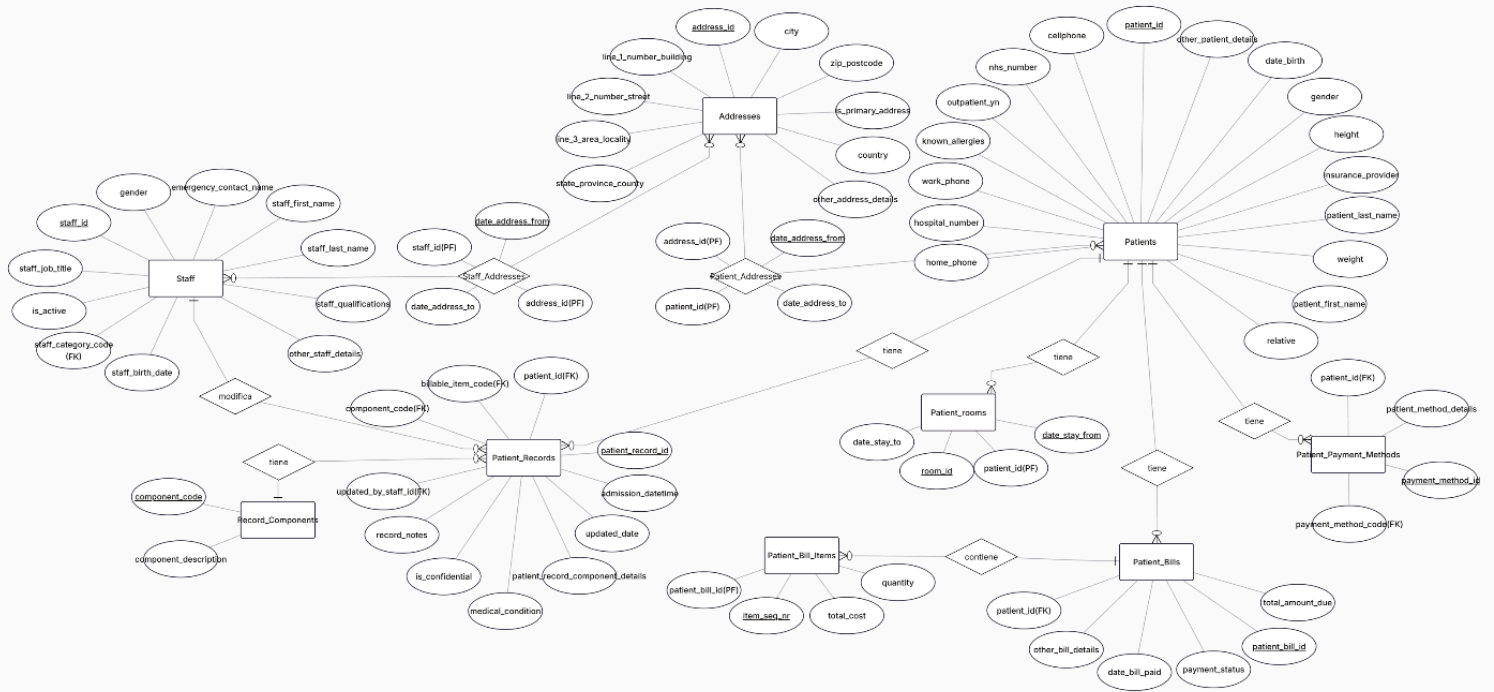 address_id
city
line_1_number_building
zip_postcode
line_2_number_street
is_primary_address
Addresses
line_3_area_locality
country
state_province_county
other_address_details
patient_id
cellphone
other_patient_details
nhs_number
date_birth
outpatient_yn
gender
known_allergies
height
work_phone
insurance_provider
hospital_number
patient_last_name
Patients
home_phone
weight
patient_first_name
relative
gender
emergency_contact_name
staff_id
staff_first_name
staff_last_name
staff_job_title
Staff
is_active
staff_qualifications
staff_category_code
(FK)
staff_birth_date
other_staff_details
staff_id(PF)
date_address_from
Staff_Addresses
date_address_to
address_id(PF)
address_id(PF)
date_address_from
Patient_Addresses
patient_id(PF)
date_address_to
modifica
tiene
tiene
tiene
tiene
tiene
contiene
billable_item_code(FK)
patient_id(FK)
component_code(FK)
Patient_Records
patient_record_id
updated_by_staff_id(FK)
admission_datetime
record_notes
updated_date
is_confidential
patient_record_component_details
medical_condition
component_code
Record_Components
component_description
Patient_rooms
date_stay_to
date_stay_from
room_id
patient_id(PF)
patient_id(FK)
patient_method_details
Patient_Payment_Methods
payment_method_id
payment_method_code(FK)
Patient_Bill_Items
patient_bill_id(PF)
quantity
item_seq_nr
total_cost
Patient_Bills
patient_id(FK)
total_amount_due
other_bill_details
patient_bill_id
date_bill_paid
payment_status